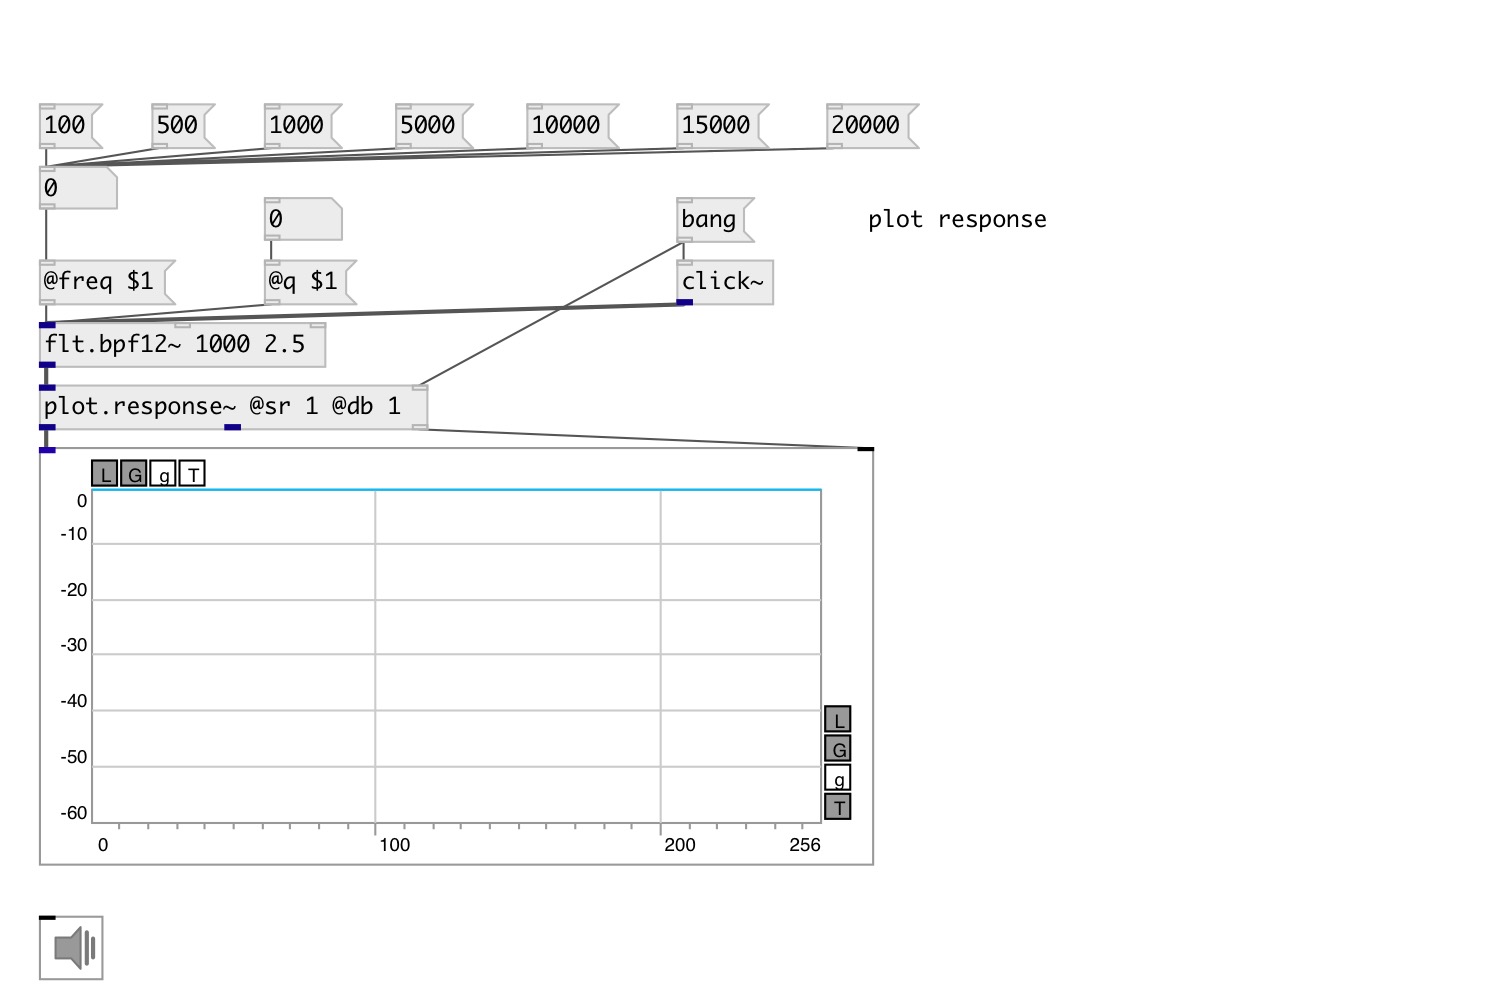 100 500 1000 5000 10000 15000 20000
0
0 bang plot response
@freq $1 @q $1 click~
flt.bpf12~ 1000 2.5
plot.response~ @sr 1 @db 1
L G g T
0
-10
-20
-30
-40
L
-50
G
g
-60
T
0 100 200 256